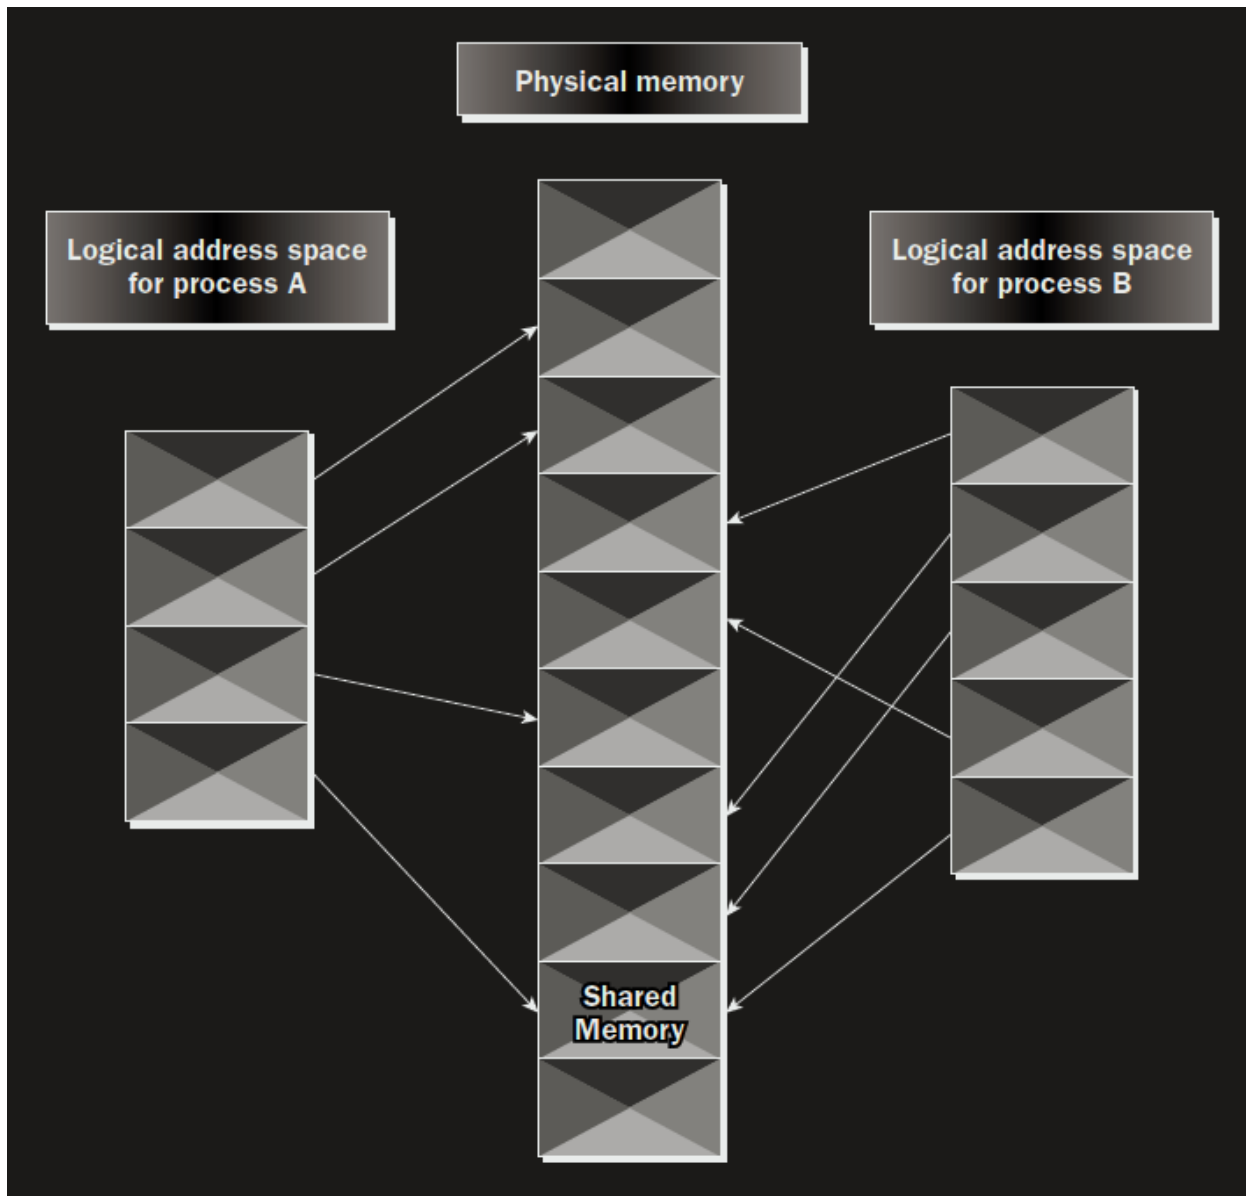 Physical memory
Logical address space
for process A
Logical address space
for process B
Shared
Memory